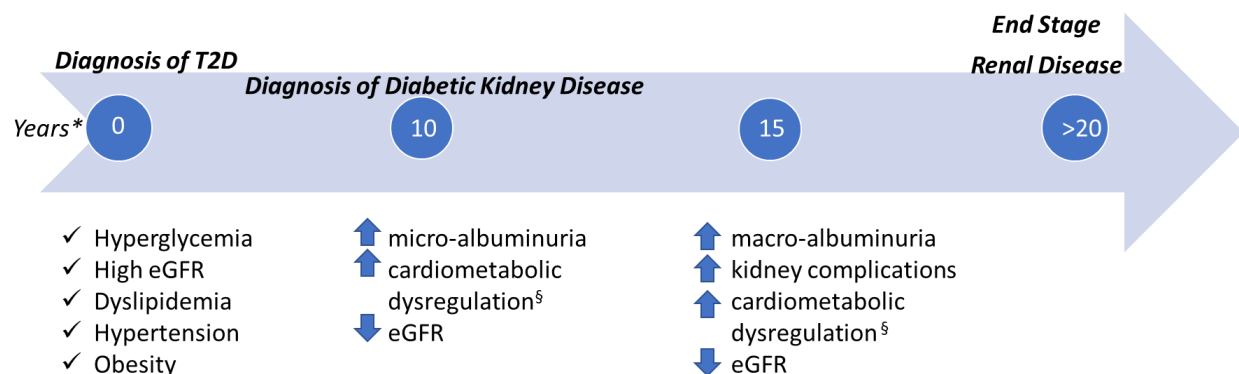 Diagnosis of T2D
Diagnosis of Diabetic Kidney Disease
End Stage
Renal Disease
Years*
0
10
15
>20
✓ Hyperglycemia
✓ High eGFR
✓ Dyslipidemia
✓ Hypertension
✓ Obesity
micro-albuminuria
cardiometabolic
dysregulation§
eGFR
macro-albuminuria
kidney complications
cardiometabolic
dysregulation§
eGFR